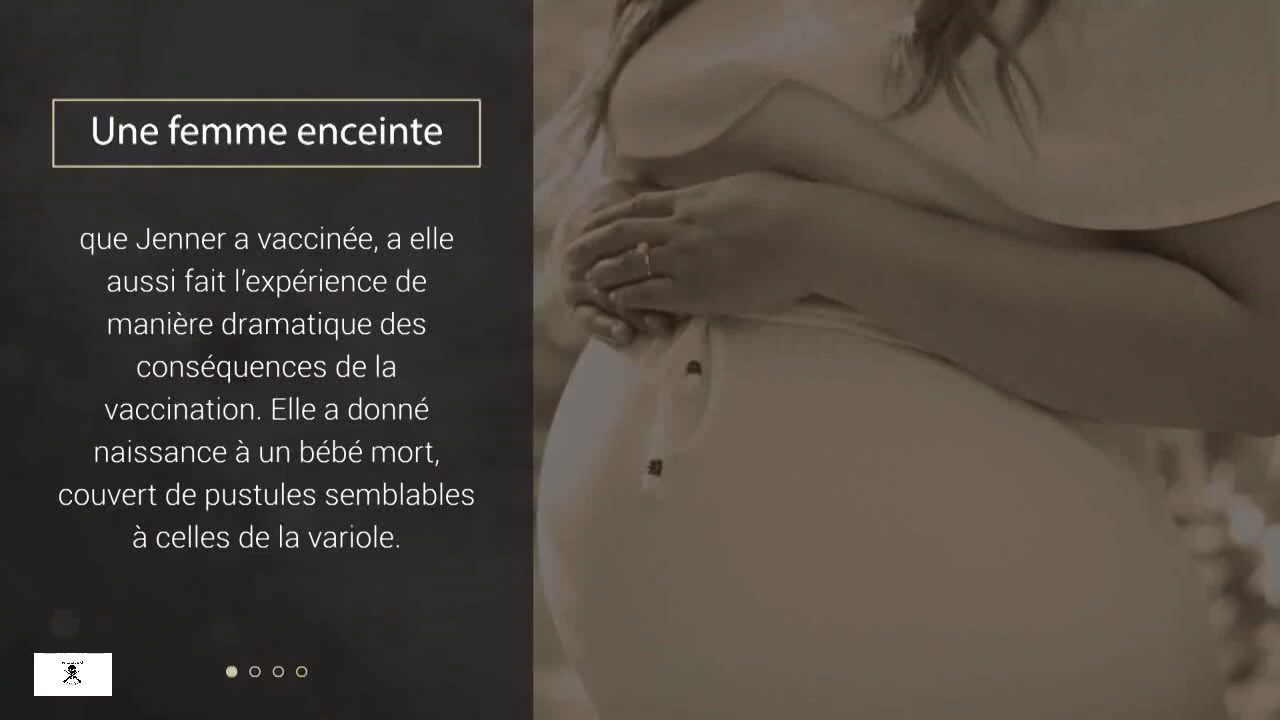 Une femme enceinte
que Jenner a vaccinée, a elle
aussi fait l’expérience de
manière dramatique des
conséquences de la
vaccination. Elle a donné
naissance à un bébé mort,
couvert de pustules semblables
à celles de la variole.